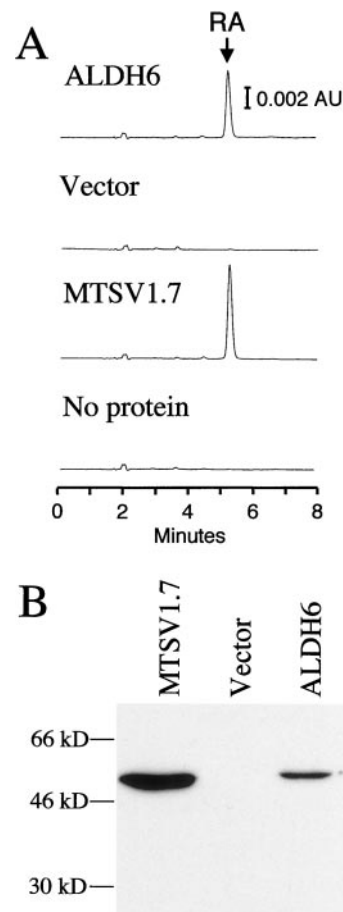 A
RA
ALDH6
0.002 AU
Vector
MTSV1.7
No protein
0 2 4 6 8
Minutes
B
MTSV1.7
Vector
ALDH6
66 kD
46 kD
30 kD